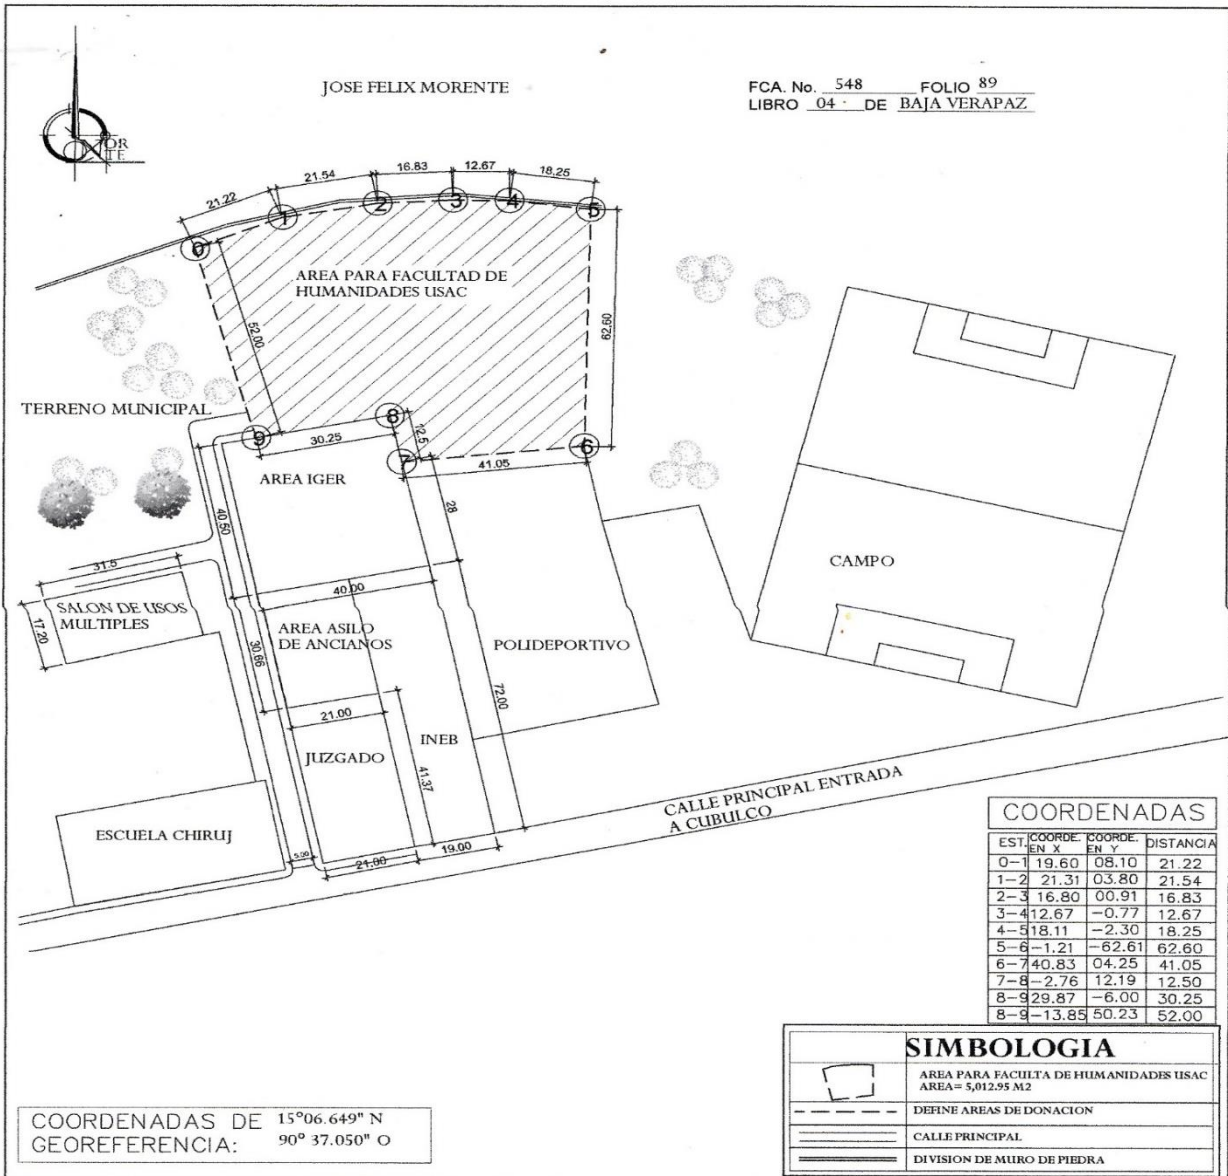 JOSE FELIX MORENTE
FCA. No. 548 FOLIO 89
LIBRO 04 DE BAJA VERAPAZ
NOR
TE
21.22
21.54
16.83
12.67
18.25
0
1
2
3
4
5
AREA PARA FACULTAD DE
HUMANIDADES USAC
52.00
62.60
TERRENO MUNICIPAL
9
8
7
6
30.25
12.5
41.05
AREA IGER
28
40.50
31.5
40.00
CAMPO
SALON DE USOS
MULTIPLES
17.20
AREA ASILO
DE ANCIANOS
30.66
POLIDEPORTIVO
72.00
21.00
INEB
JUZGADO
41.37
ESCUELA CHIRUJ
5.00
21.00
19.00
CALLE PRINCIPAL ENTRADA
A CUBULCO
COORDENADAS
EST. COORDE. EN X COORDE. EN Y DISTANCIA
0-1 19.60 08.10 21.22
1-2 21.31 03.80 21.54
2-3 16.80 00.91 16.83
3-4 12.67 -0.77 12.67
4-5 18.11 -2.30 18.25
5-6 -1.21 -62.61 62.60
6-7 40.83 04.25 41.05
7-8 -2.76 12.19 12.50
8-9 29.87 -6.00 30.25
8-9 -13.85 50.23 52.00
SIMBOLOGIA
AREA PARA FACULTA DE HUMANIDADES USAC
AREA= 5,012.95 M2
DEFINE AREAS DE DONACION
CALLE PRINCIPAL
DIVISION DE MURO DE PIEDRA
COORDENADAS DE 15°06.649" N
GEOREFERENCIA: 90° 37.050" O